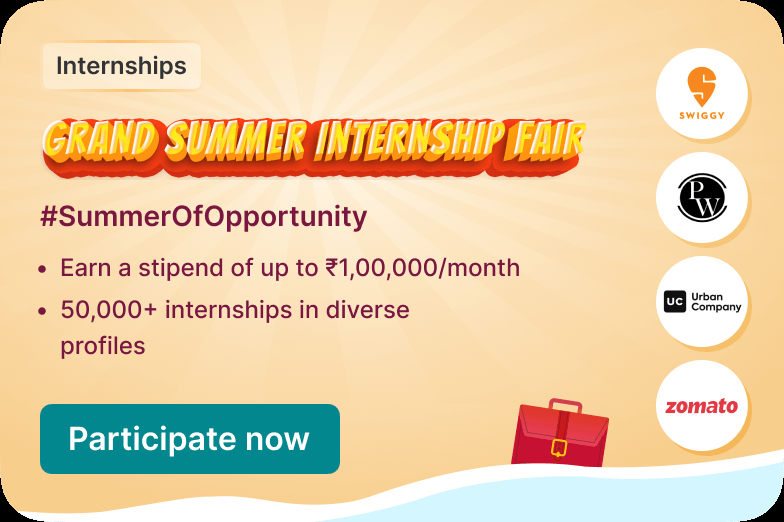 Internships
GRAND SUMMER INTERNSHIP FAIR
#SummerOfOpportunity
• Earn a stipend of up to ₹1,00,000/month
• 50,000+ internships in diverse
profiles
Participate now
SWIGGY
PW
UC Urban
Company
zomato